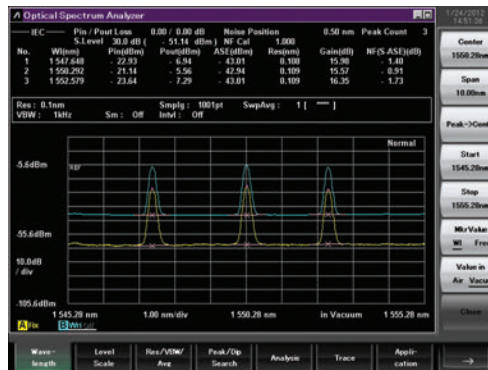 Optical Spectrum Analyzer
1/24/2012
14:51:36
IEC Pin / Pout Loss 0.00 / 0.00 dB Noise Position 0.50 nm Peak Count 3
S.Level 30.0 dB ( - 51.14 dBm ) NF Cal 1.000
No. Wl(nm) Pin(dBm) Pout(dBm) ASE(dBm) Res(nm) Gain(dB) NF(S-ASE)(dB)
1 1 547.648 - 22.93 - 6.94 - 43.01 0.100 15.98 - 1.40
2 1 550.292 - 21.14 - 5.56 - 42.94 0.100 15.57 - 0.91
3 1 552.579 - 23.64 - 7.29 - 43.01 0.109 16.35 - 1.73
Res : 0.1nm Smplg : 1001pt SwpAvg : 1 [ ]
VBW : 1kHz Sm : Off Intvl : Off
Normal
-5.6dBm
REF
-55.6dBm
10.0dB
/ div
-105.6dBm
1 545.28 nm 1.00 nm/div 1 550.28 nm in Vacuum 1 555.28 nm
A Fix B Wri
Center
1550.28nm
Span
10.00nm
Peak->Cent
Start
1545.28nm
Stop
1555.28nm
MkrValue
Wl Fre
Value in
Air Vacu
Close
Wave-
length
Level
Scale
Res/VBW/
Avg
Peak/Dip
Search
Analysis
Trace
Appli-
cation